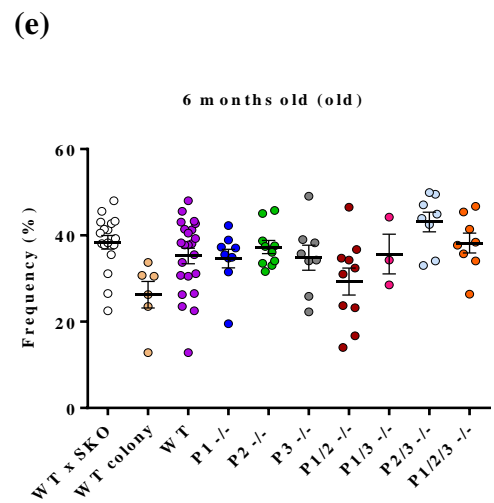 (e)
6 months old (old)
Frequency (%)
60
40
20
0
WT x SKO
WT colony
WT
P1 -/-
P2 -/-
P3 -/-
P1/2 -/-
P1/3 -/-
P2/3 -/-
P1/2/3 -/-